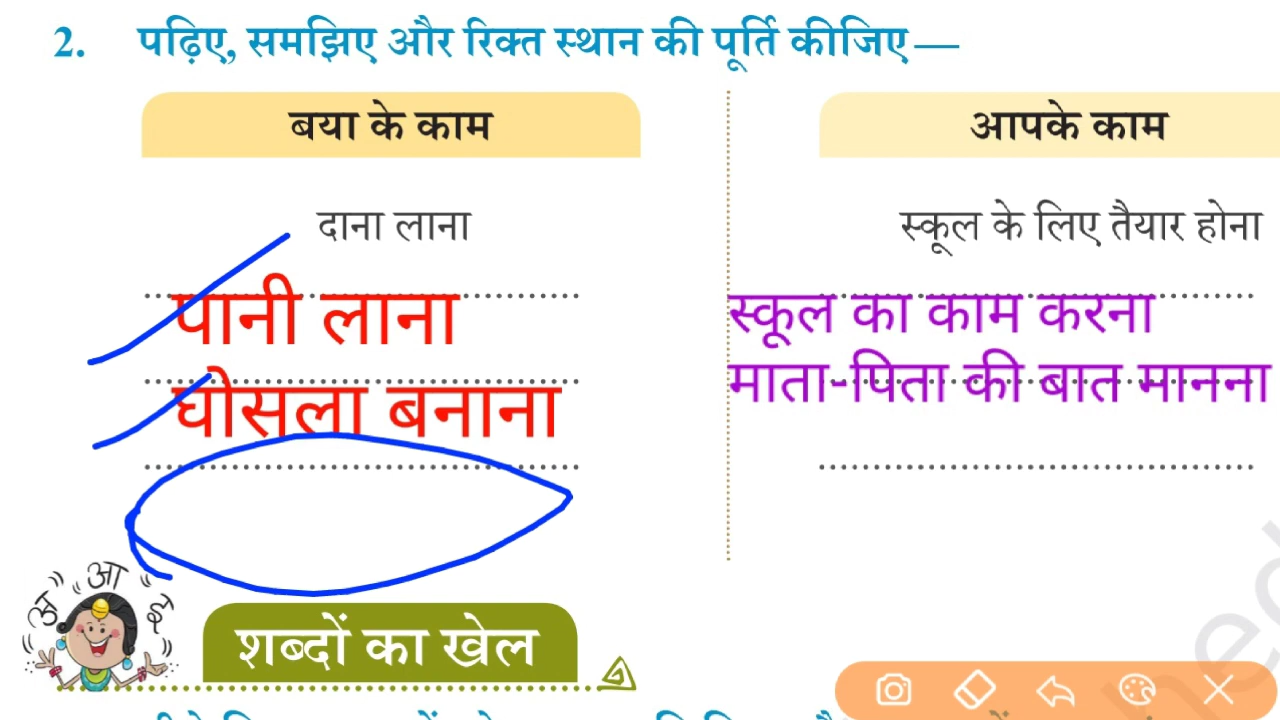 2. पढ़िए, समझिए और रिक्त स्थान की पूर्ति कीजिए—
बया के काम
आपके काम
दाना लाना
स्कूल के लिए तैयार होना
पानी लाना
स्कूल का काम करना
घोसला बनाना
माता-पिता की बात मानना
अ आ इ
शब्दों का खेल